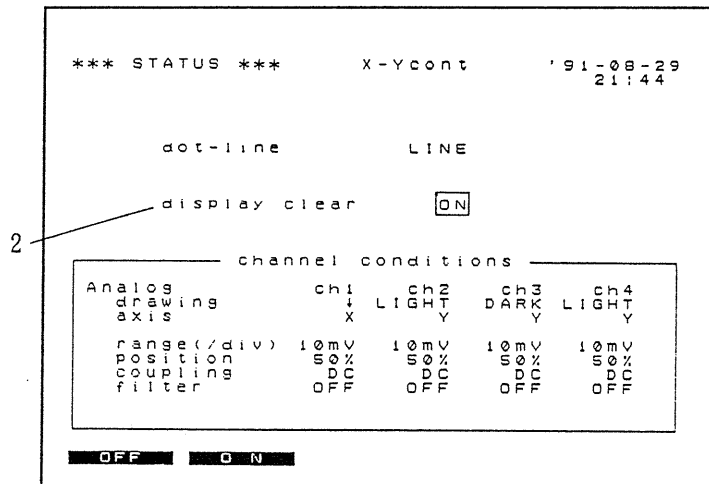 *** STATUS *** X-Ycont '91-08-29
21:44
dot-line LINE
display clear ON
2
channel conditions
Analog ch1 ch2 ch3 ch4
drawing ↓ LIGHT DARK LIGHT
axis X Y Y Y
range(/div) 10mV 10mV 10mV 10mV
position 50% 50% 50% 50%
coupling DC DC DC DC
filter OFF OFF OFF OFF
OFF ON